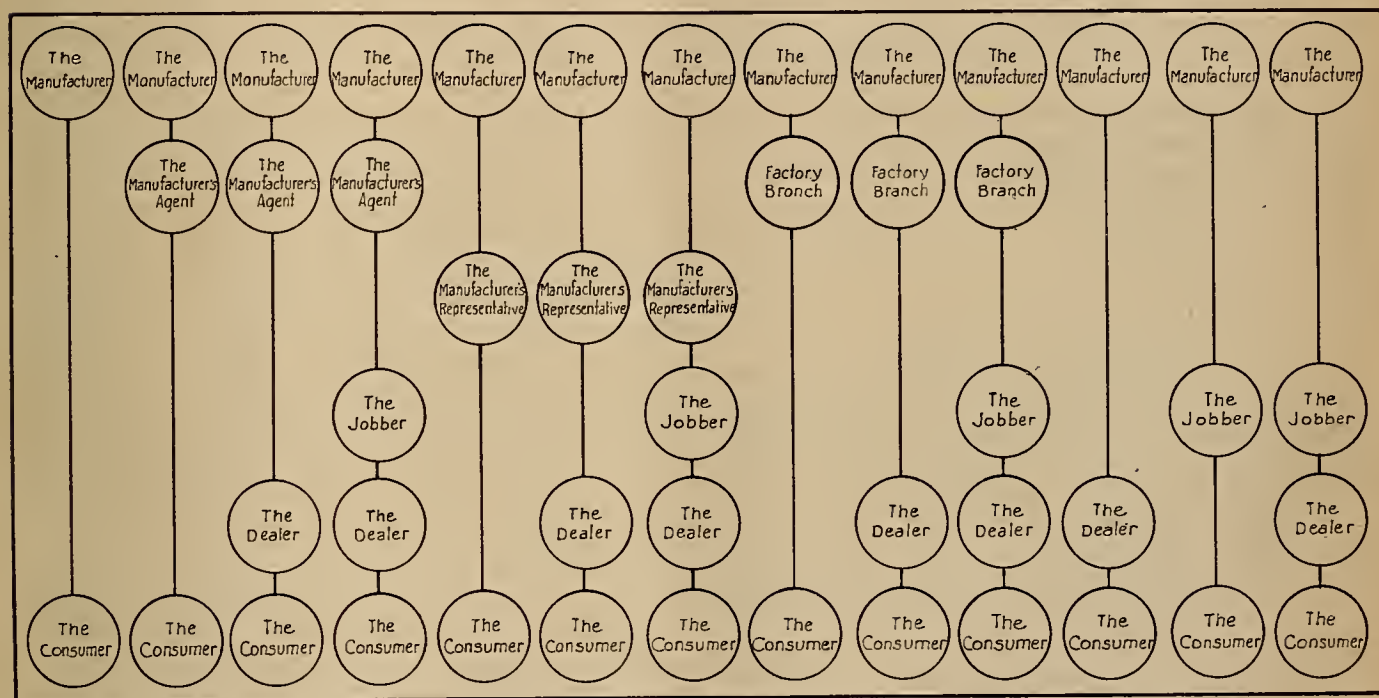 The
Manufacturer
The
Consumer
The
Monufacturer
The
Manufacturer's
Agent
The
Consumer
The
Monufacturer
The
Manufacturer's
Agent
The
Dealer
The
Consumer
The
Manufacturer
The
Manufacturer's
Agent
The
Jobber
The
Dealer
The
Consumer
The
Manufacturer
The
Manufacturer's
Representative
The
Consumer
The
Manufacturer
The
Manufacturers
Representative
The
Dealer
The
Consumer
The
Manufacturer
The
Manufacturer's
Representative
The
Jobber
The
Dealer
The
Consumer
The
Manufacturer
Factory
Bronch
The
Consumer
The
Manufacturer
Factory
Branch
The
Dealer
The
Consumer
The
Manufacturer
Factory
Branch
The
Jobber
The
Dealer
The
Consumer
The
Manufacturer
The
Dealer
The
Consumer
The
Manufacturer
The
Jobber
The
Consumer
The
Manufacturer
The
Jobber
The
Dealer
The
Consumer